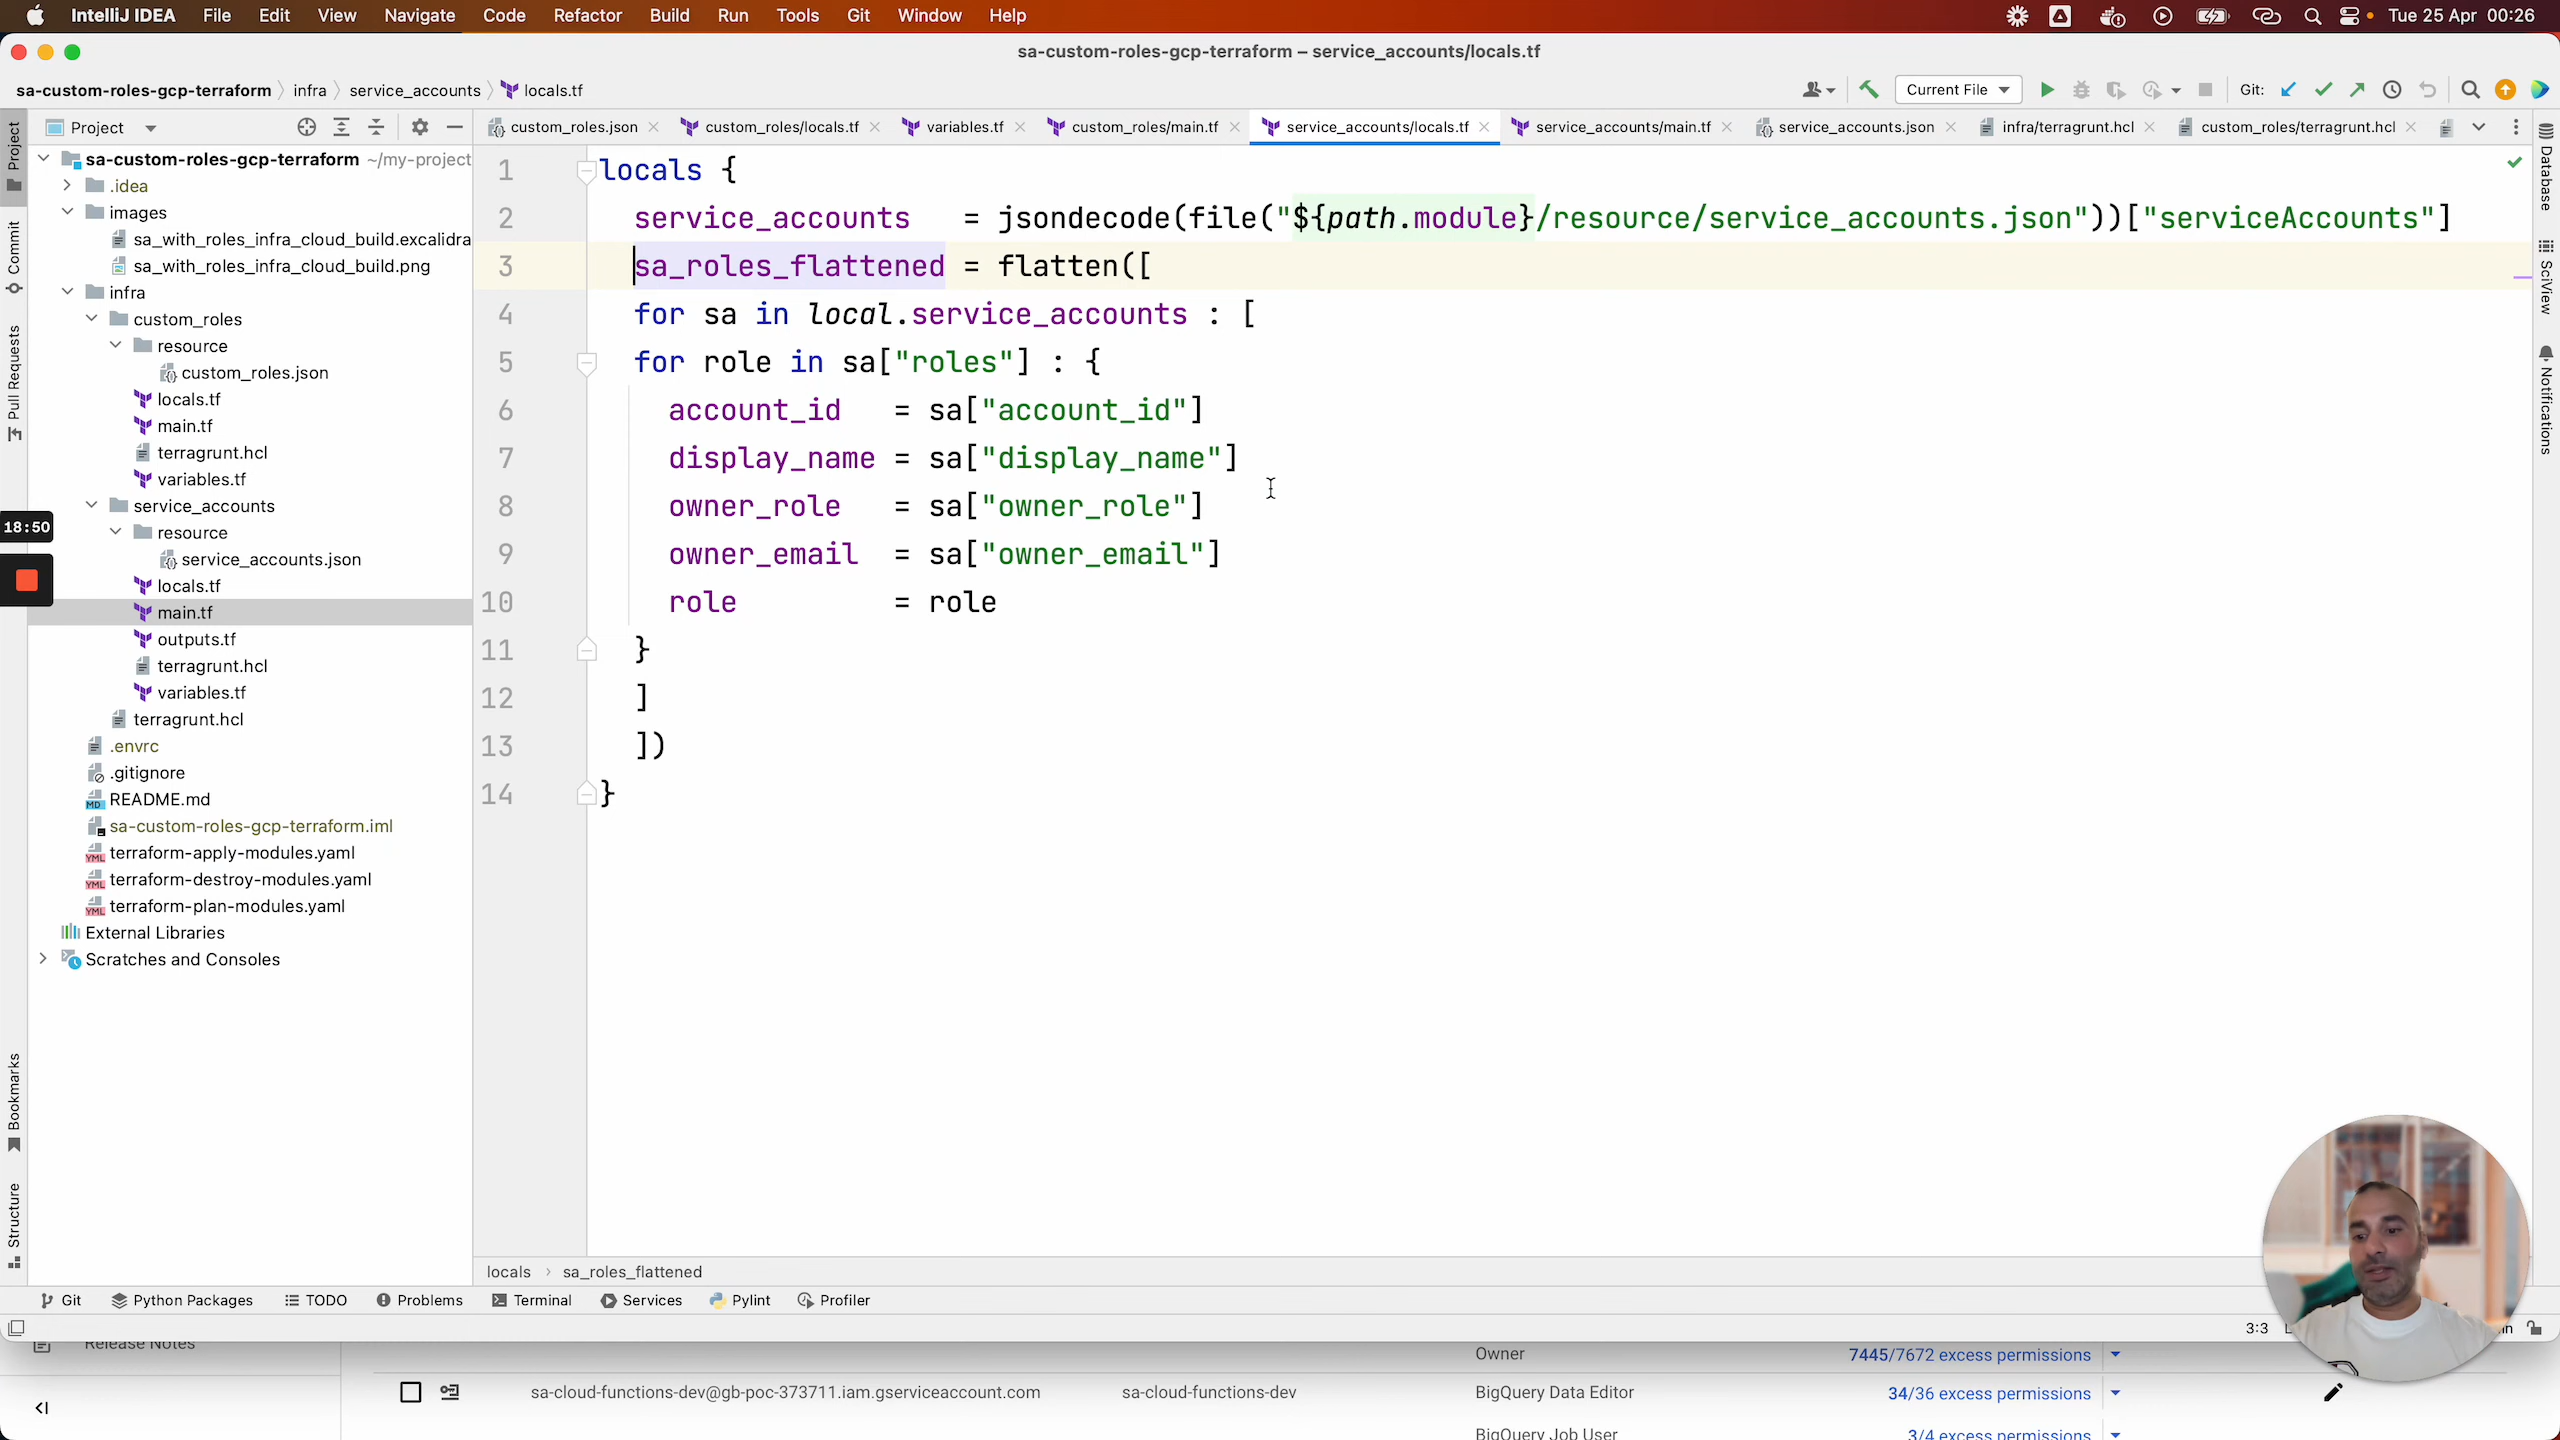 IntelliJ IDEA File Edit View Navigate Code Refactor Build Run Tools Git Window Help Tue 25 Apr 00:26
sa-custom-roles-gcp-terraform – service_accounts/locals.tf
sa-custom-roles-gcp-terraform infra service_accounts locals.tf Current File Git:
Project custom_roles.json custom_roles/locals.tf variables.tf custom_roles/main.tf service_accounts/locals.tf service_accounts/main.tf service_accounts.json infra/terragrunt.hcl custom_roles/terragrunt.hcl
Project
Commit
Pull Requests
Bookmarks
Structure
sa-custom-roles-gcp-terraform ~/my-project
.idea
images
sa_with_roles_infra_cloud_build.excalidra
sa_with_roles_infra_cloud_build.png
infra
custom_roles
resource
custom_roles.json
locals.tf
main.tf
terragrunt.hcl
variables.tf
service_accounts
resource
service_accounts.json
locals.tf
main.tf
outputs.tf
terragrunt.hcl
variables.tf
terragrunt.hcl
.envrc
.gitignore
README.md
sa-custom-roles-gcp-terraform.iml
terraform-apply-modules.yaml
terraform-destroy-modules.yaml
terraform-plan-modules.yaml
External Libraries
Scratches and Consoles
18:50
1 locals {
2 service_accounts = jsondecode(file("${path.module}/resource/service_accounts.json"))["serviceAccounts"]
3 sa_roles_flattened = flatten([
4 for sa in local.service_accounts : [
5 for role in sa["roles"] : {
6 account_id = sa["account_id"]
7 display_name = sa["display_name"]
8 owner_role = sa["owner_role"]
9 owner_email = sa["owner_email"]
10 role = role
11 }
12 ]
13 ])
14 }
Database
SciView
Notifications
locals sa_roles_flattened
Git Python Packages TODO Problems Terminal Services Pylint Profiler
3:3
Release Notes
Owner 7445/7672 excess permissions
sa-cloud-functions-dev@gb-poc-373711.iam.gserviceaccount.com sa-cloud-functions-dev BigQuery Data Editor 34/36 excess permissions
BigQuery Job User 3/4 excess permissions